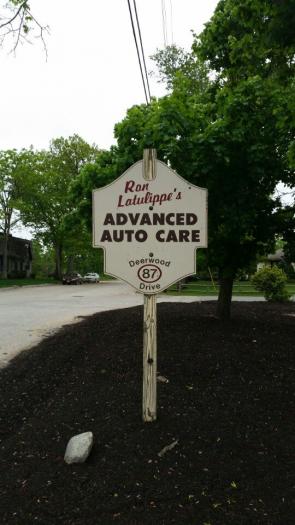 Ron
Latulippe's
ADVANCED
AUTO CARE
Deerwood
87
Drive